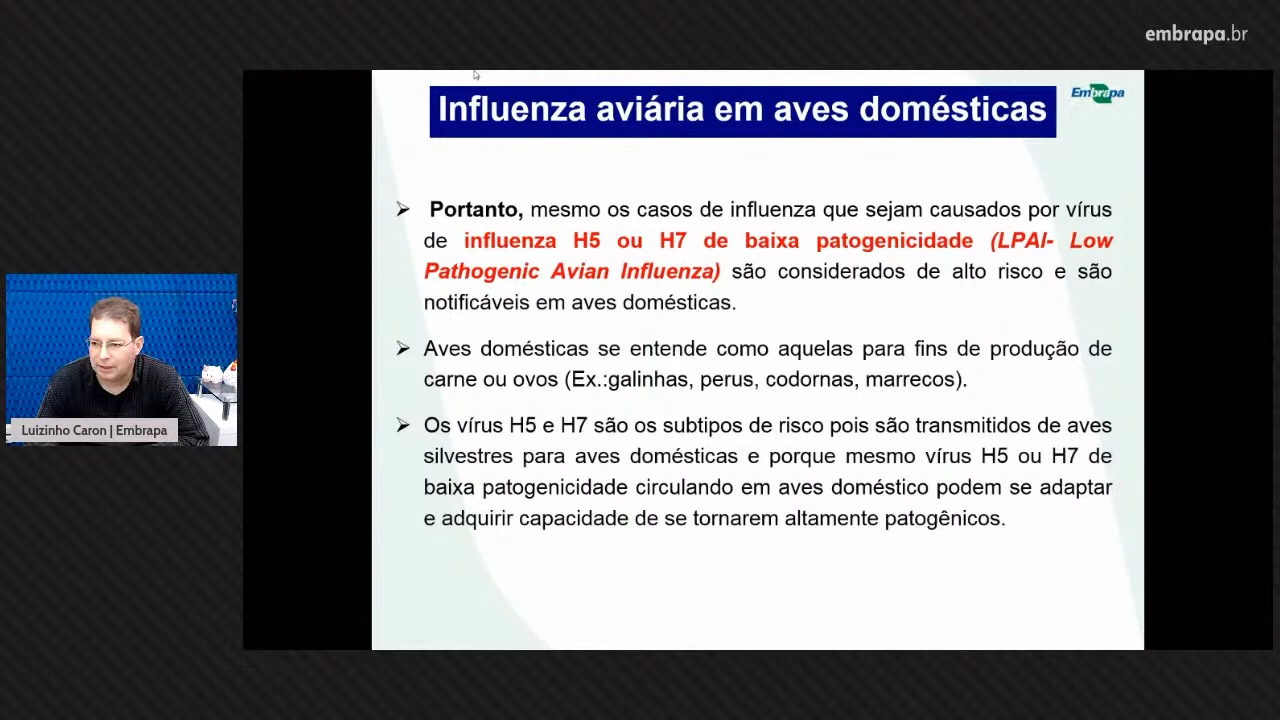 embrapa.br
Influenza aviária em aves domésticas
Embrapa
➢ Portanto, mesmo os casos de influenza que sejam causados por vírus
de influenza H5 ou H7 de baixa patogenicidade (LPAI- Low
Pathogenic Avian Influenza) são considerados de alto risco e são
notificáveis em aves domésticas.
➢ Aves domésticas se entende como aquelas para fins de produção de
carne ou ovos (Ex.:galinhas, perus, codornas, marrecos).
➢ Os vírus H5 e H7 são os subtipos de risco pois são transmitidos de aves
silvestres para aves domésticas e porque mesmo vírus H5 ou H7 de
baixa patogenicidade circulando em aves doméstico podem se adaptar
e adquirir capacidade de se tornarem altamente patogênicos.
Luizinho Caron | Embrapa